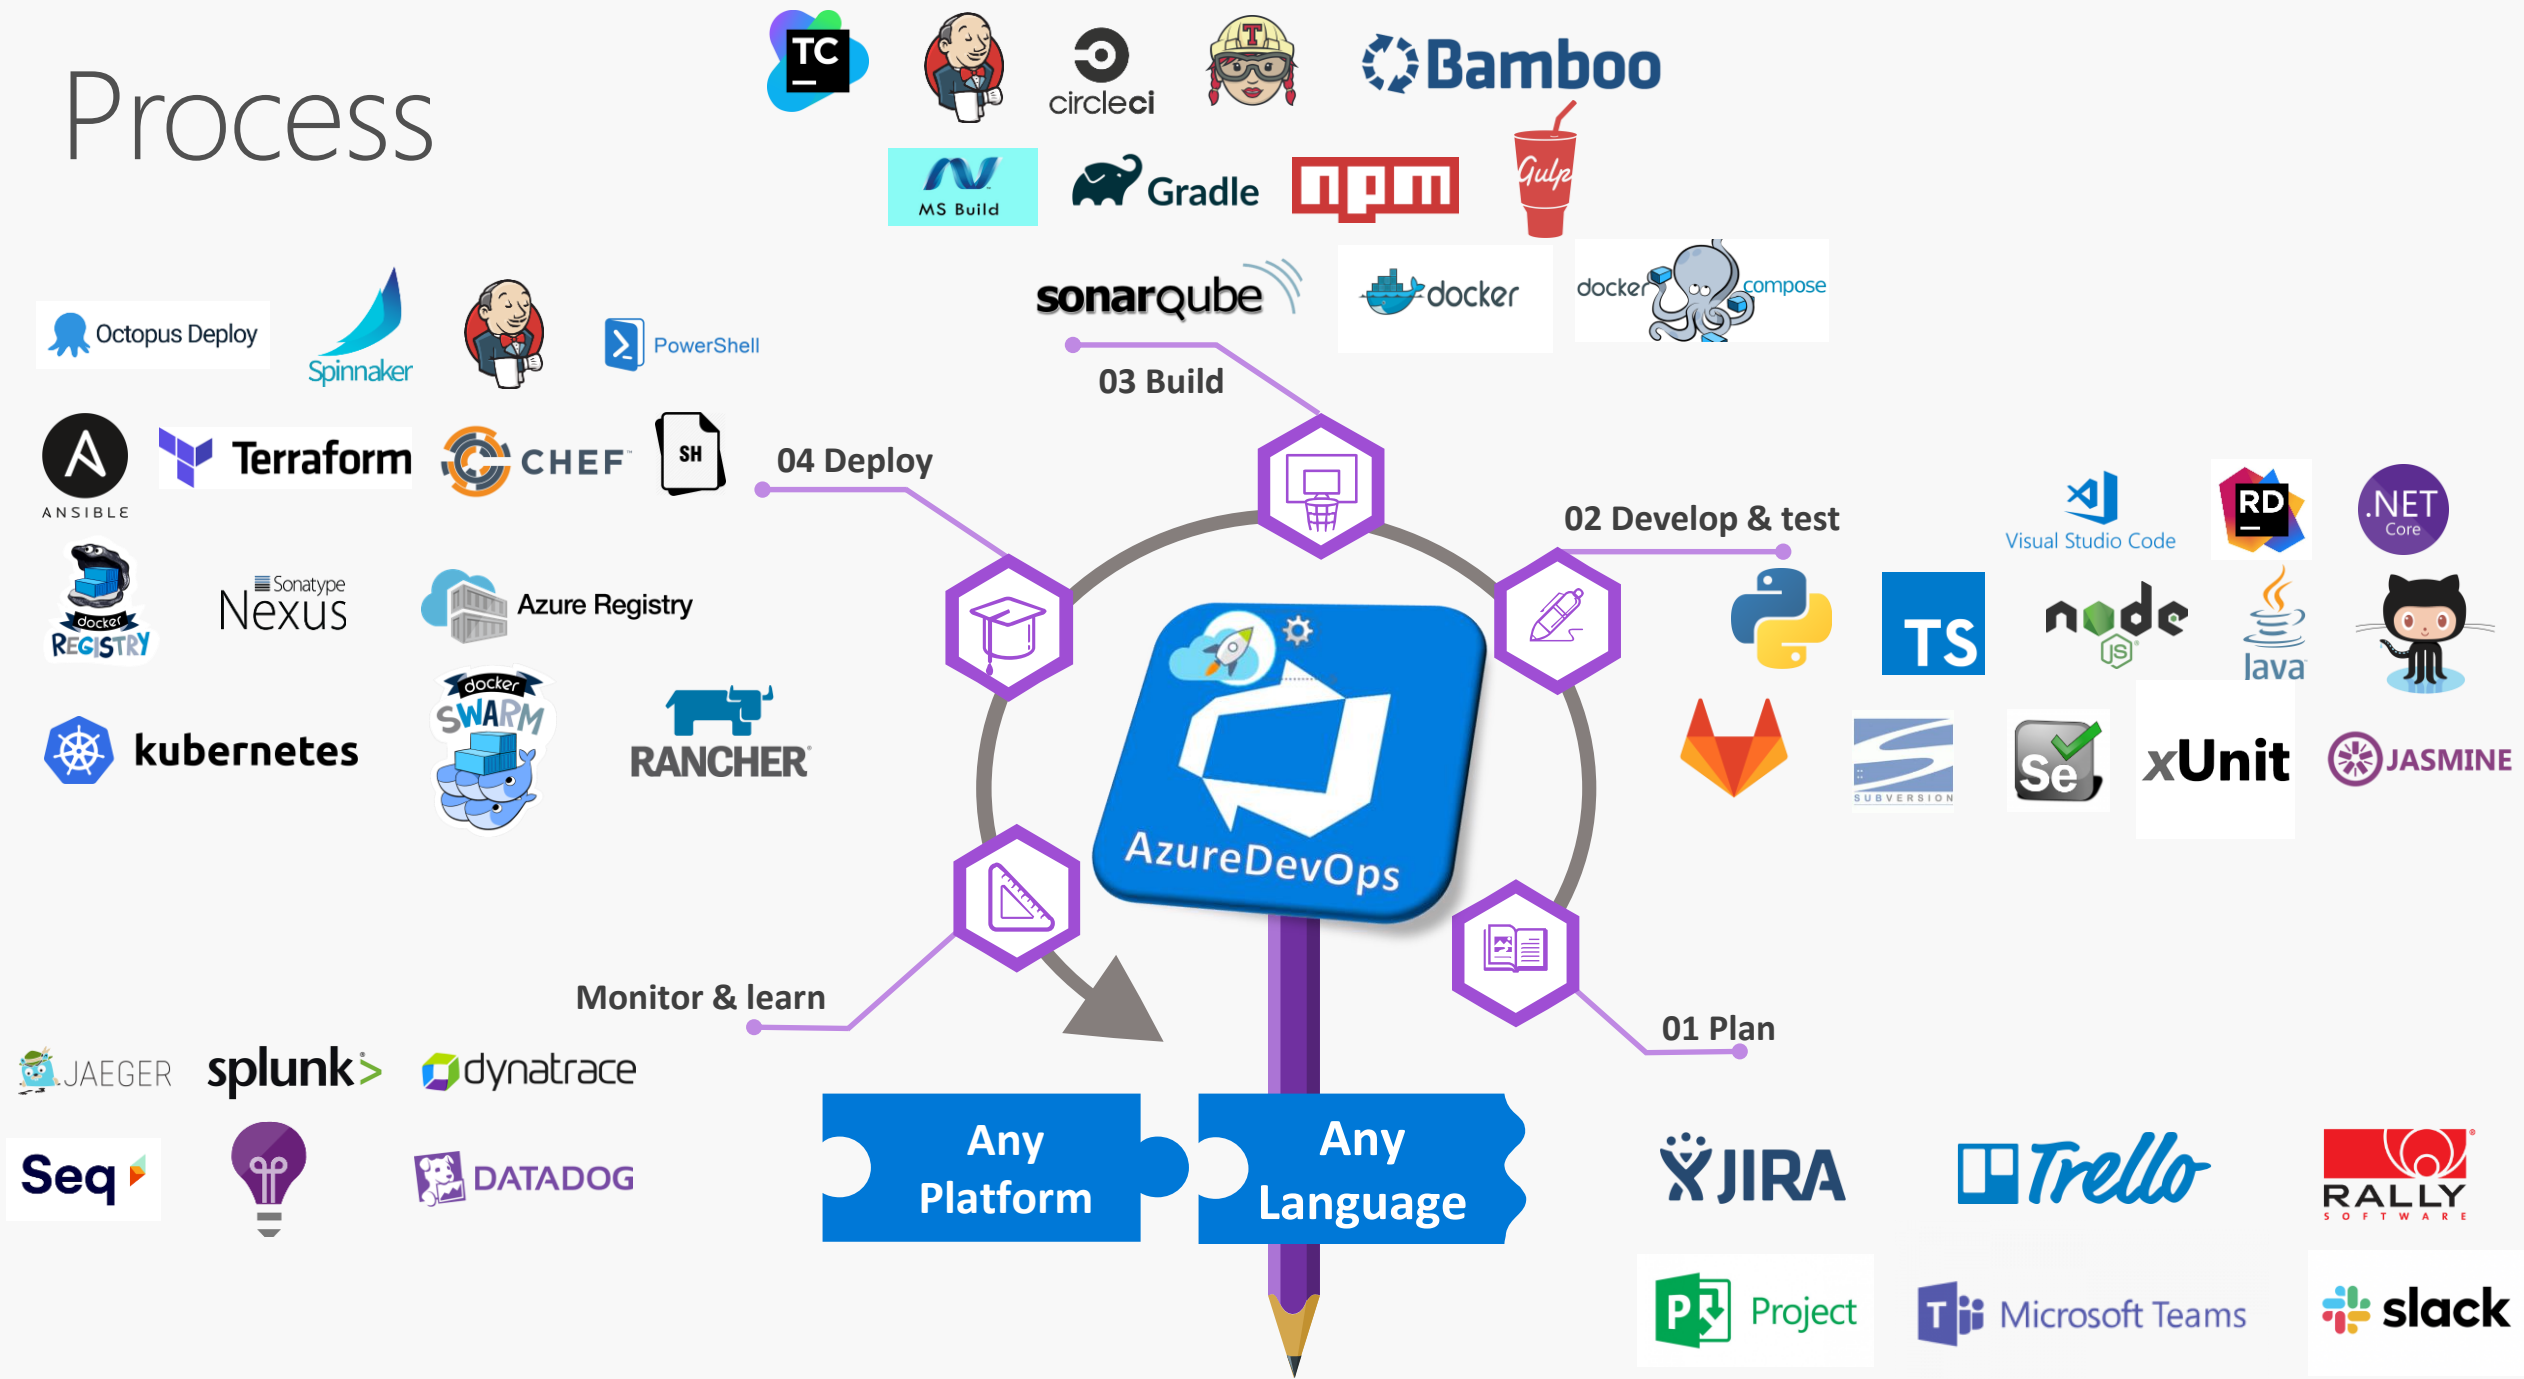 Process
TC
circleci
T
Bamboo
MS Build
Gradle
npm
Gulp
sonarqube
docker
docker compose
03 Build
Octopus Deploy
Spinnaker
PowerShell
ANSIBLE
Terraform
CHEF™
SH
04 Deploy
docker
REGISTRY
Sonatype
Nexus
Azure Registry
kubernetes
docker
SWARM
RANCHER®
02 Develop & test
Visual Studio Code
RD
.NET
Core
TS
node
JS®
Java™
SUBVERSION
Se
xUnit
JASMINE
AzureDevOps
Monitor & learn
JAEGER
splunk®>
dynatrace
Seq
DATADOG
01 Plan
Any
Platform
Any
Language
JIRA
Trello
RALLY®
SOFTWARE
P Project
T Microsoft Teams
slack